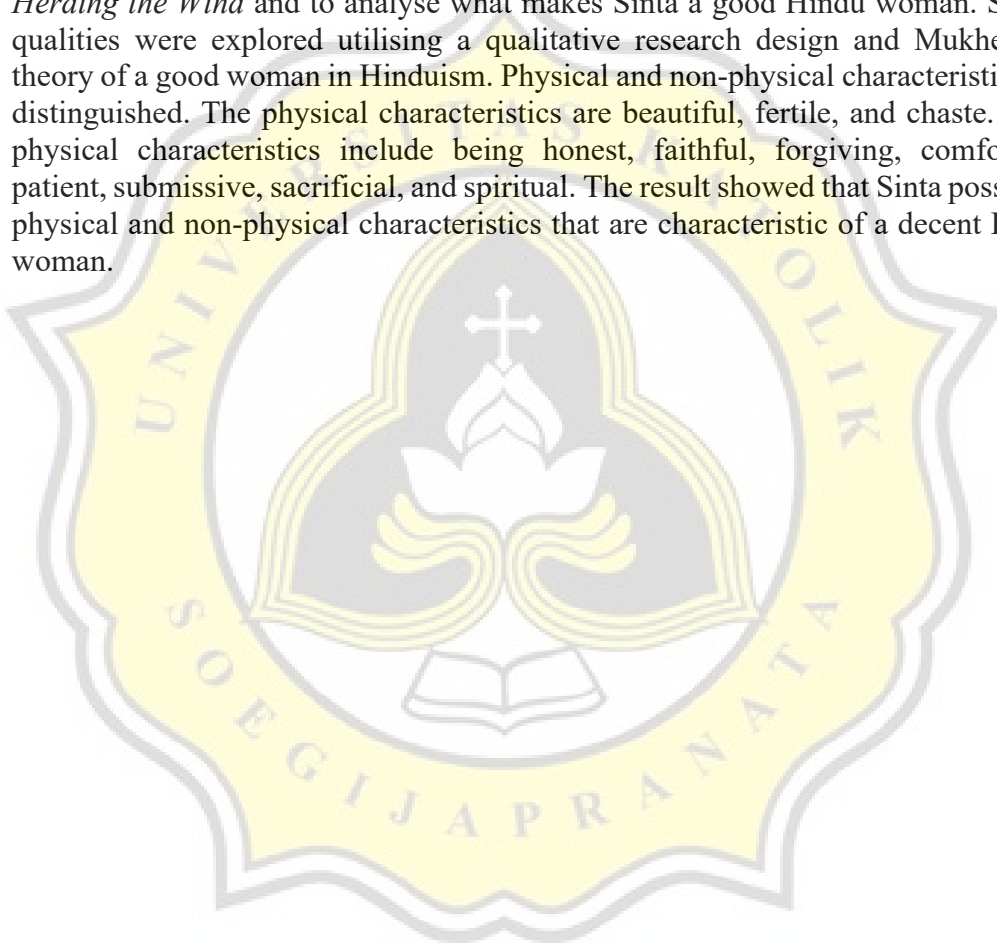 Herding the Wind and to analyse what makes Sinta a good Hindu woman.
qualities were explored utilising a qualitative research design and
theory of a good woman in Hinduism. Physical and non-physical
distinguished. The physical characteristics are beautiful, fertile, and chaste.
physical characteristics include being honest, faithful, forgiving,
patient, submissive, sacrificial, and spiritual. The result showed that Sinta
physical and non-physical characteristics that are characteristic of a decent
woman.
UNIVERSITAS KATOLIK
SOEGIJAPRANATA